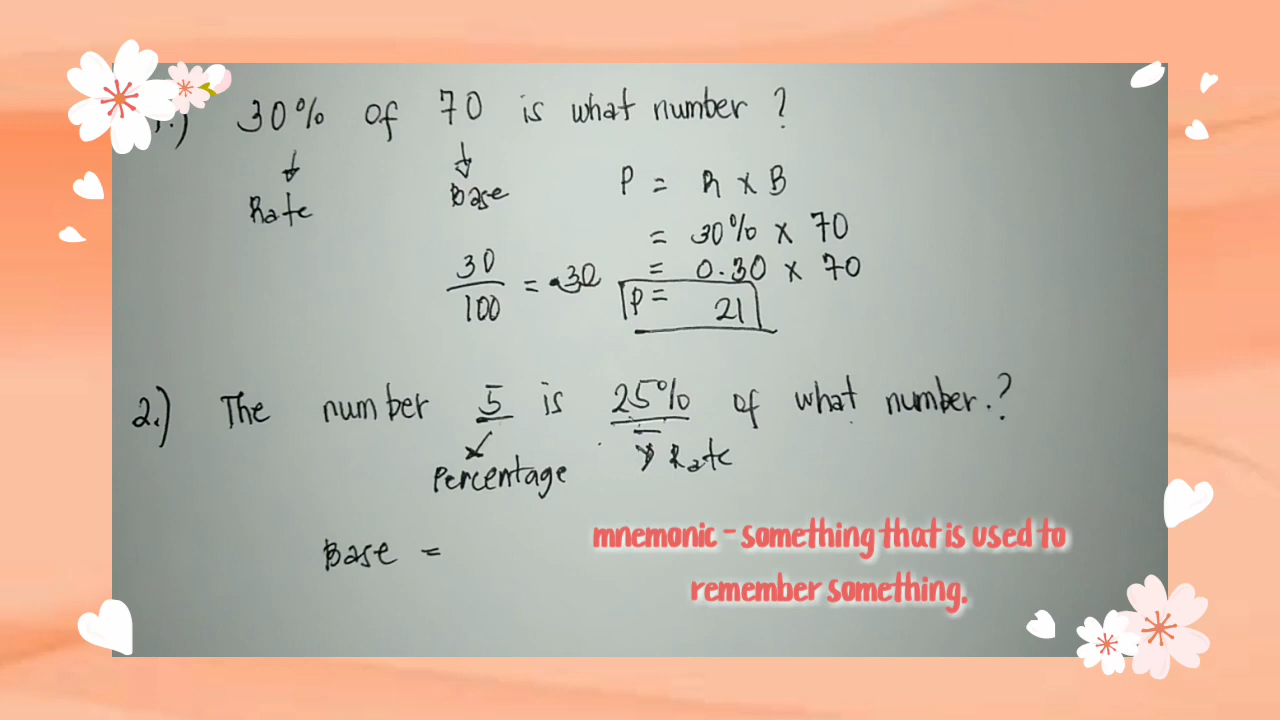 1.) 30% of 70 is what number ?
Rate
Base
P = R x B
= 30% x 70
30/100 = .30
= 0.30 x 70
P = 21
2.) The number 5 is 25% of what number.?
Percentage
Rate
Base =
mnemonic - something that is used to
remember something.